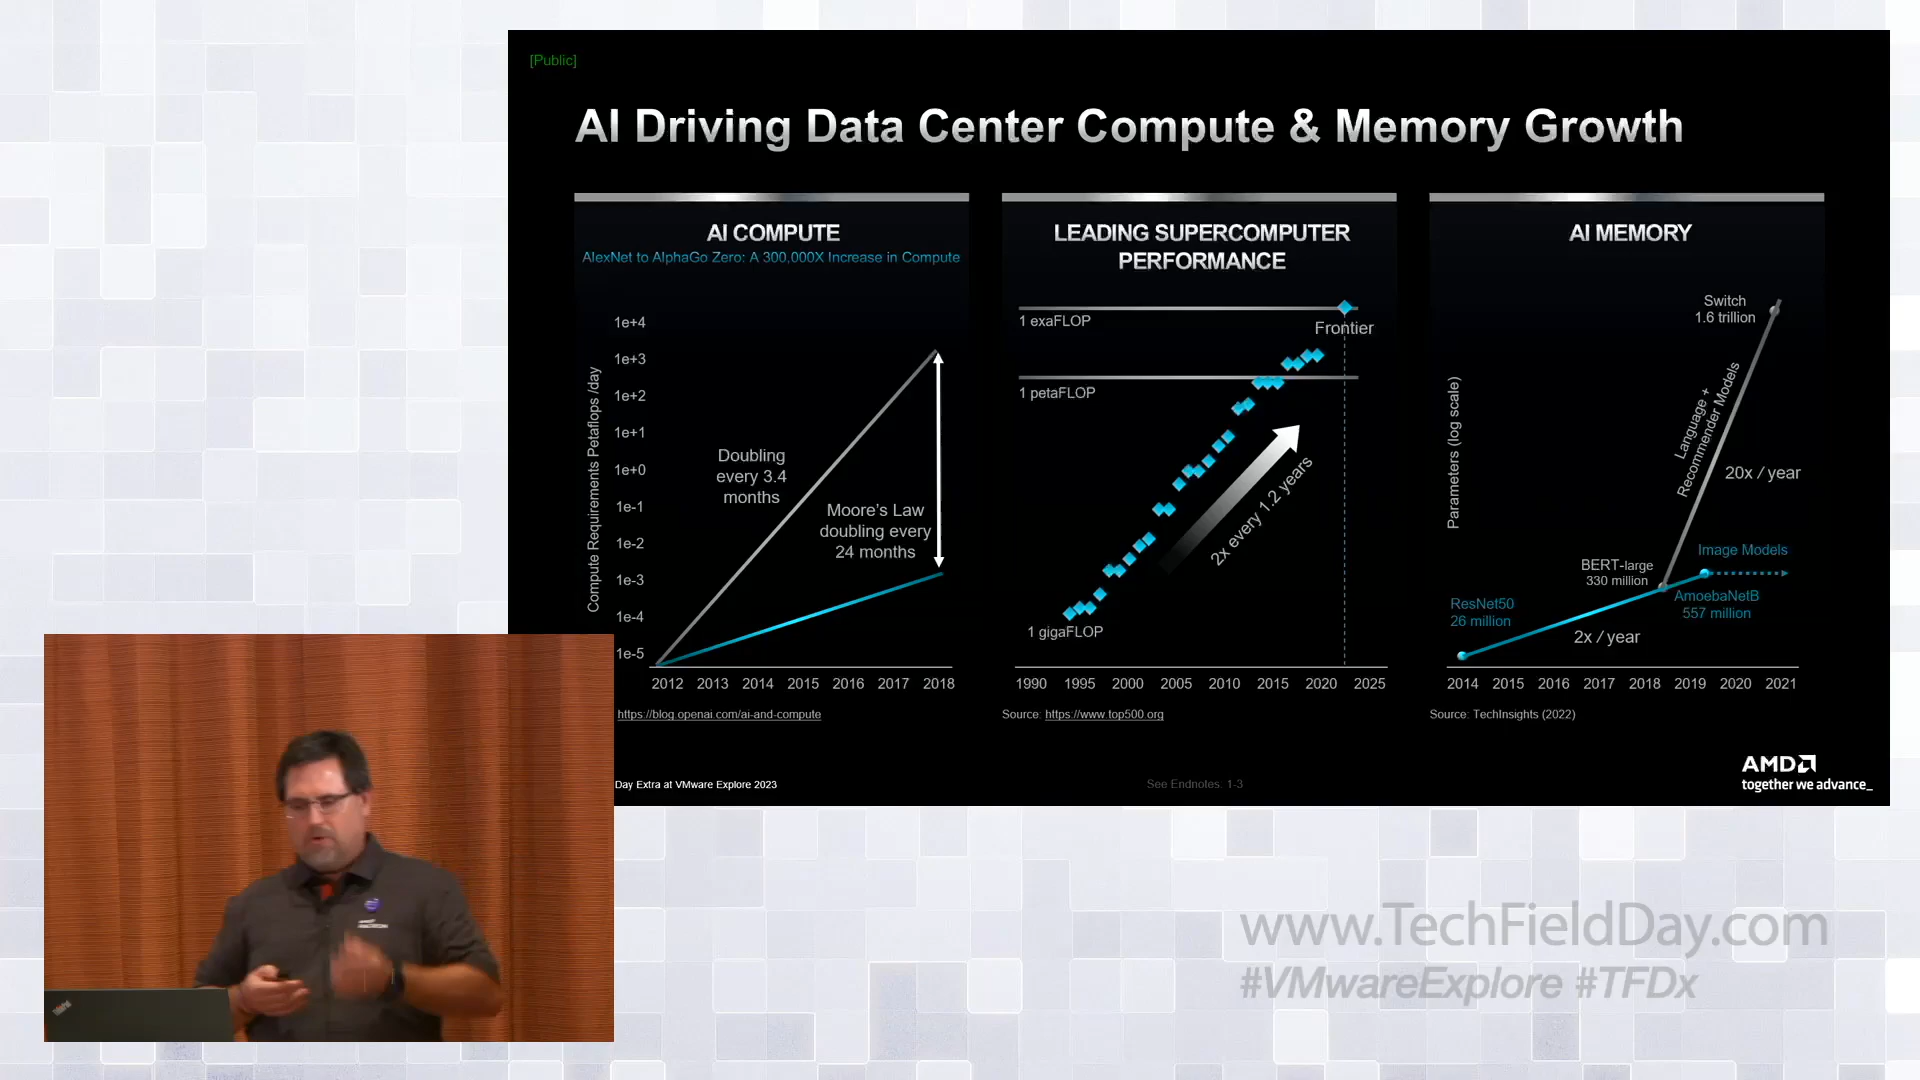 [Public]
AI Driving Data Center Compute & Memory Growth
AI COMPUTE
AlexNet to AlphaGo Zero: A 300,000X Increase in Compute
Compute Requirements Petaflops /day
1e+4
1e+3
1e+2
1e+1
1e+0
1e-1
1e-2
1e-3
1e-4
1e-5
Doubling
every 3.4
months
Moore's Law
doubling every
24 months
2012 2013 2014 2015 2016 2017 2018
https://blog.openai.com/ai-and-compute
LEADING SUPERCOMPUTER
PERFORMANCE
1 exaFLOP
Frontier
1 petaFLOP
2x every 1.2 years
1 gigaFLOP
1990 1995 2000 2005 2010 2015 2020 2025
Source: https://www.top500.org
AI MEMORY
Parameters (log scale)
Switch
1.6 trillion
Language +
Recommender Models
20x / year
Image Models
BERT-large
330 million
AmoebaNetB
557 million
ResNet50
26 million
2x / year
2014 2015 2016 2017 2018 2019 2020 2021
Source: TechInsights (2022)
Day Extra at VMware Explore 2023
See Endnotes: 1-3
AMD
together we advance_
www.TechFieldDay.com
#VMwareExplore #TFDx